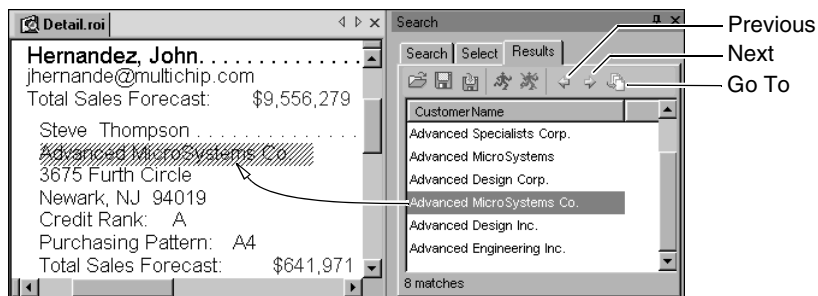 Detail.roi
Hernandez, John. . . . . . . . . . . . . .
jhernande@multichip.com
Total Sales Forecast: $9,556,279
Steve Thompson . . . . . . . . . . . . . .
Advanced MicroSystems Co.
3675 Furth Circle
Newark, NJ 94019
Credit Rank: A
Purchasing Pattern: A4
Total Sales Forecast: $641,971
Search
Search Select Results
CustomerName
Advanced Specialists Corp.
Advanced MicroSystems
Advanced Design Corp.
Advanced MicroSystems Co.
Advanced Design Inc.
Advanced Engineering Inc.
8 matches
Previous
Next
Go To